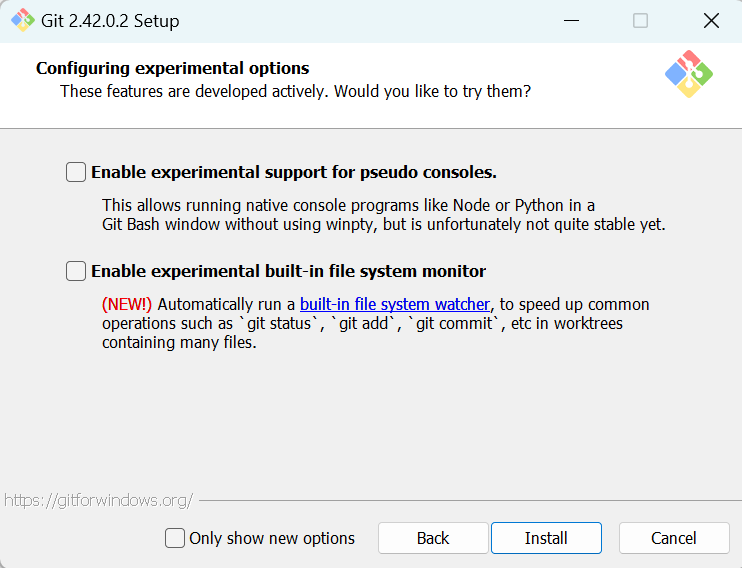 Git 2.42.0.2 Setup
Configuring experimental options
These features are developed actively. Would you like to try them?
Enable experimental support for pseudo consoles.
This allows running native console programs like Node or Python in a
Git Bash window without using winpty, but is unfortunately not quite stable yet.
Enable experimental built-in file system monitor
(NEW!) Automatically run a built-in file system watcher, to speed up common
operations such as `git status`, `git add`, `git commit`, etc in worktrees
containing many files.
https://gitforwindows.org/
Only show new options
Back
Install
Cancel